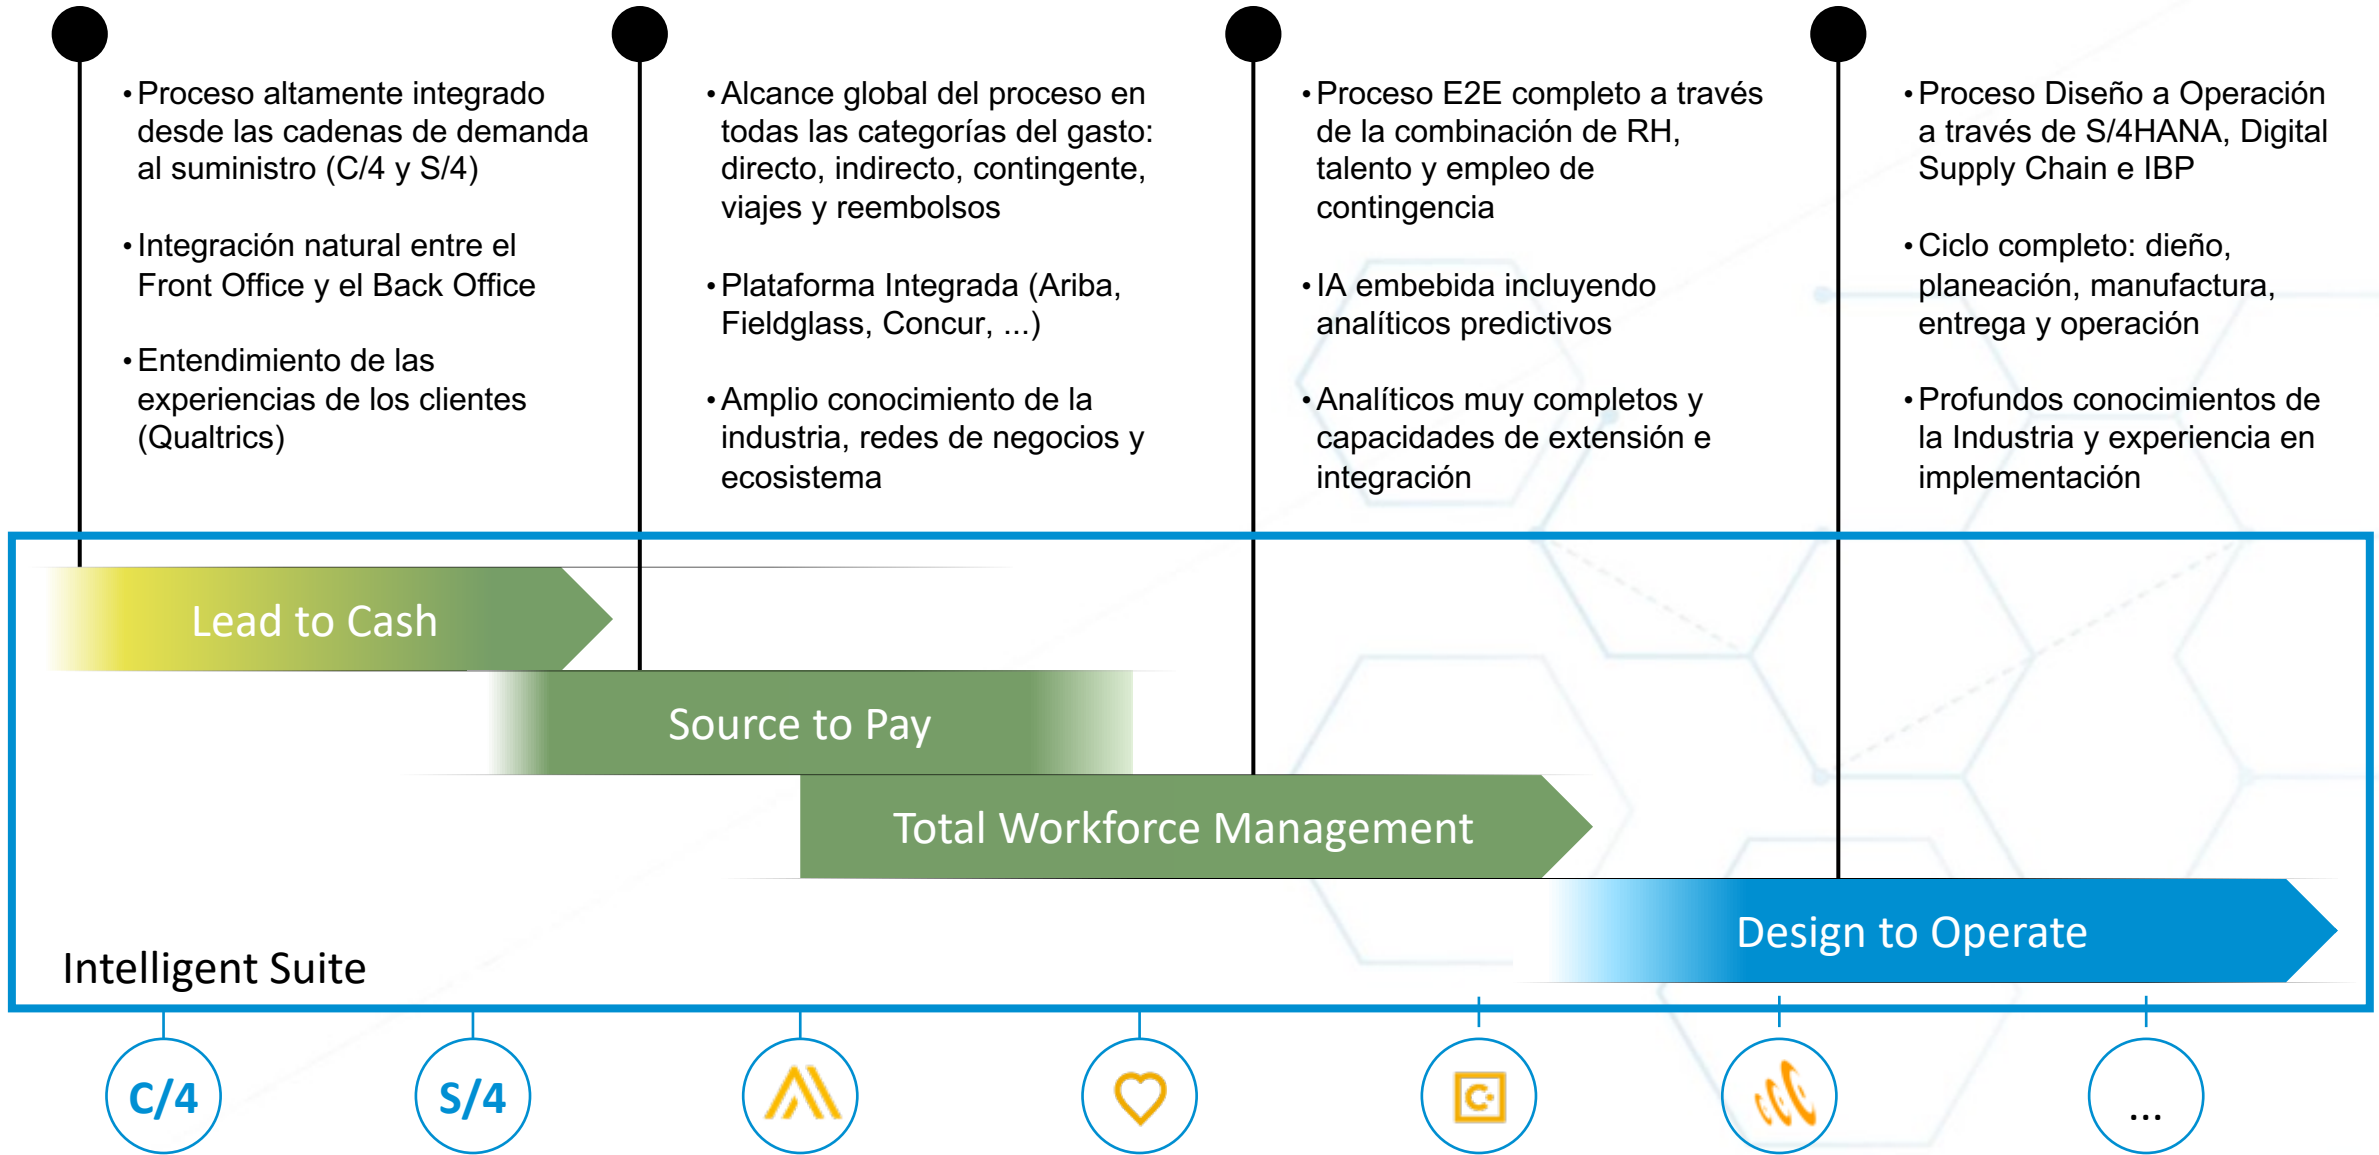 •Proceso altamente integrado
desde las cadenas de demanda
al suministro (C/4 y S/4)
•Integración natural entre el
Front Office y el Back Office
•Entendimiento de las
experiencias de los clientes
(Qualtrics)
•Alcance global del proceso en
todas las categorías del gasto:
directo, indirecto, contingente,
viajes y reembolsos
•Plataforma Integrada (Ariba,
Fieldglass, Concur, ...)
•Amplio conocimiento de la
industria, redes de negocios y
ecosistema
•Proceso E2E completo a través
de la combinación de RH,
talento y empleo de
contingencia
•IA embebida incluyendo
analíticos predictivos
•Analíticos muy completos y
capacidades de extensión e
integración
•Proceso Diseño a Operación
a través de S/4HANA, Digital
Supply Chain e IBP
•Ciclo completo: dieño,
planeación, manufactura,
entrega y operación
•Profundos conocimientos de
la Industria y experiencia en
implementación
Lead to Cash
Source to Pay
Total Workforce Management
Design to Operate
Intelligent Suite
C/4
S/4
C.
...